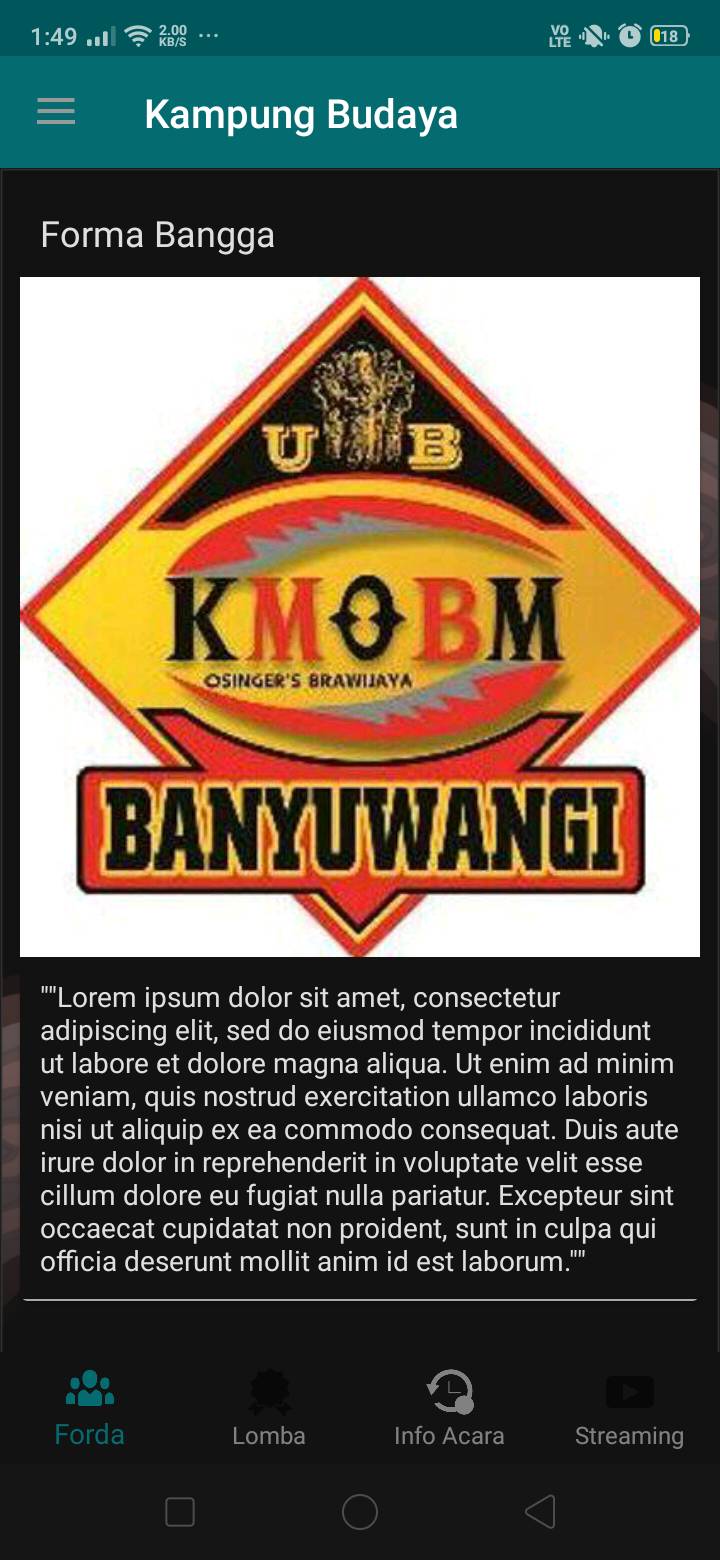 1:49 2.00 KB/S ... VO LTE 18
Kampung Budaya
Forma Bangga
U B
KMOBM
OSINGER'S BRAWIJAYA
BANYUWANGI
""Lorem ipsum dolor sit amet, consectetur
adipiscing elit, sed do eiusmod tempor incididunt
ut labore et dolore magna aliqua. Ut enim ad minim
veniam, quis nostrud exercitation ullamco laboris
nisi ut aliquip ex ea commodo consequat. Duis aute
irure dolor in reprehenderit in voluptate velit esse
cillum dolore eu fugiat nulla pariatur. Excepteur sint
occaecat cupidatat non proident, sunt in culpa qui
officia deserunt mollit anim id est laborum.""
Forda Lomba Info Acara Streaming